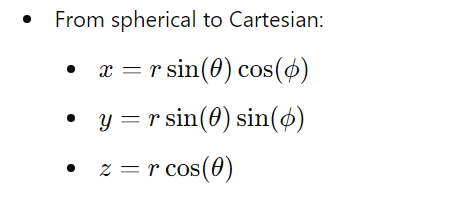 • From spherical to Cartesian:
• x = r sin(θ) cos(ϕ)
• y = r sin(θ) sin(ϕ)
• z = r cos(θ)